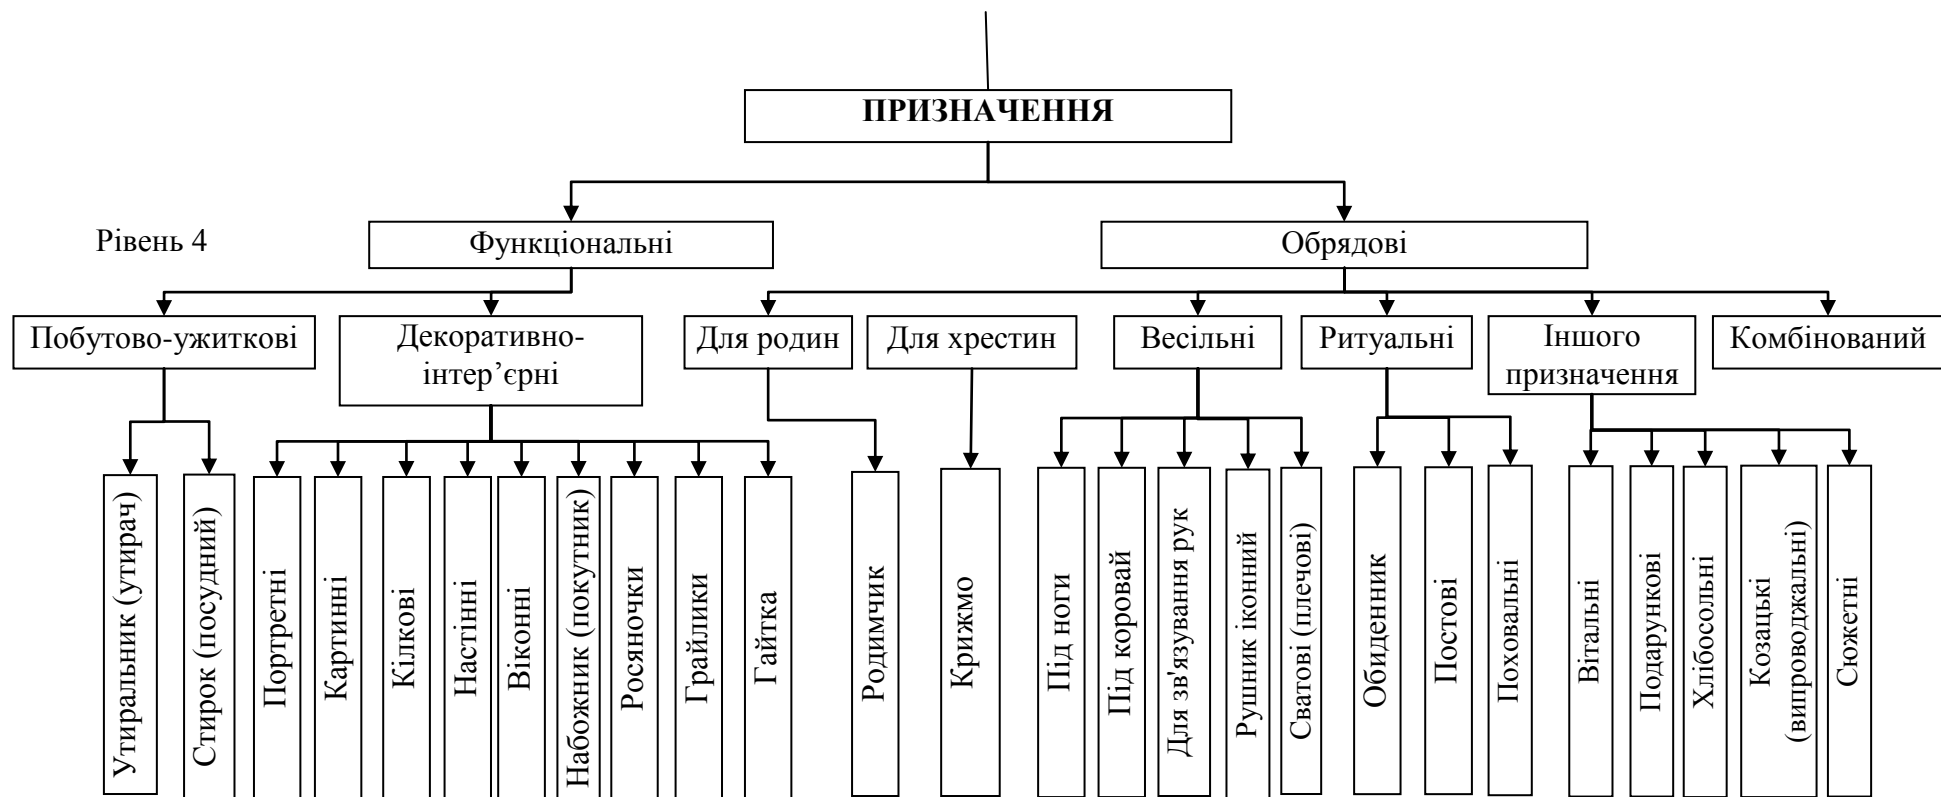 ПРИЗНАЧЕННЯ
Рівень 4
Функціональні
Обрядові
Побутово-ужиткові
Декоративно-
інтер’єрні
Для родин
Для хрестин
Весільні
Ритуальні
Іншого
призначення
Комбінований
Утиральник (утирач)
Стирок (посудний)
Портретні
Картинні
Кілкові
Настінні
Віконні
Набожник (покутник)
Росяночки
Грайлики
Гайтка
Родимчик
Крижмо
Під ноги
Під коровай
Для зв'язування рук
Рушник іконний
Сватові (плечові)
Обиденник
Постові
Поховальні
Вітальні
Подарункові
Хлібосольні
Козацькі
(випроводжальні)
Сюжетні